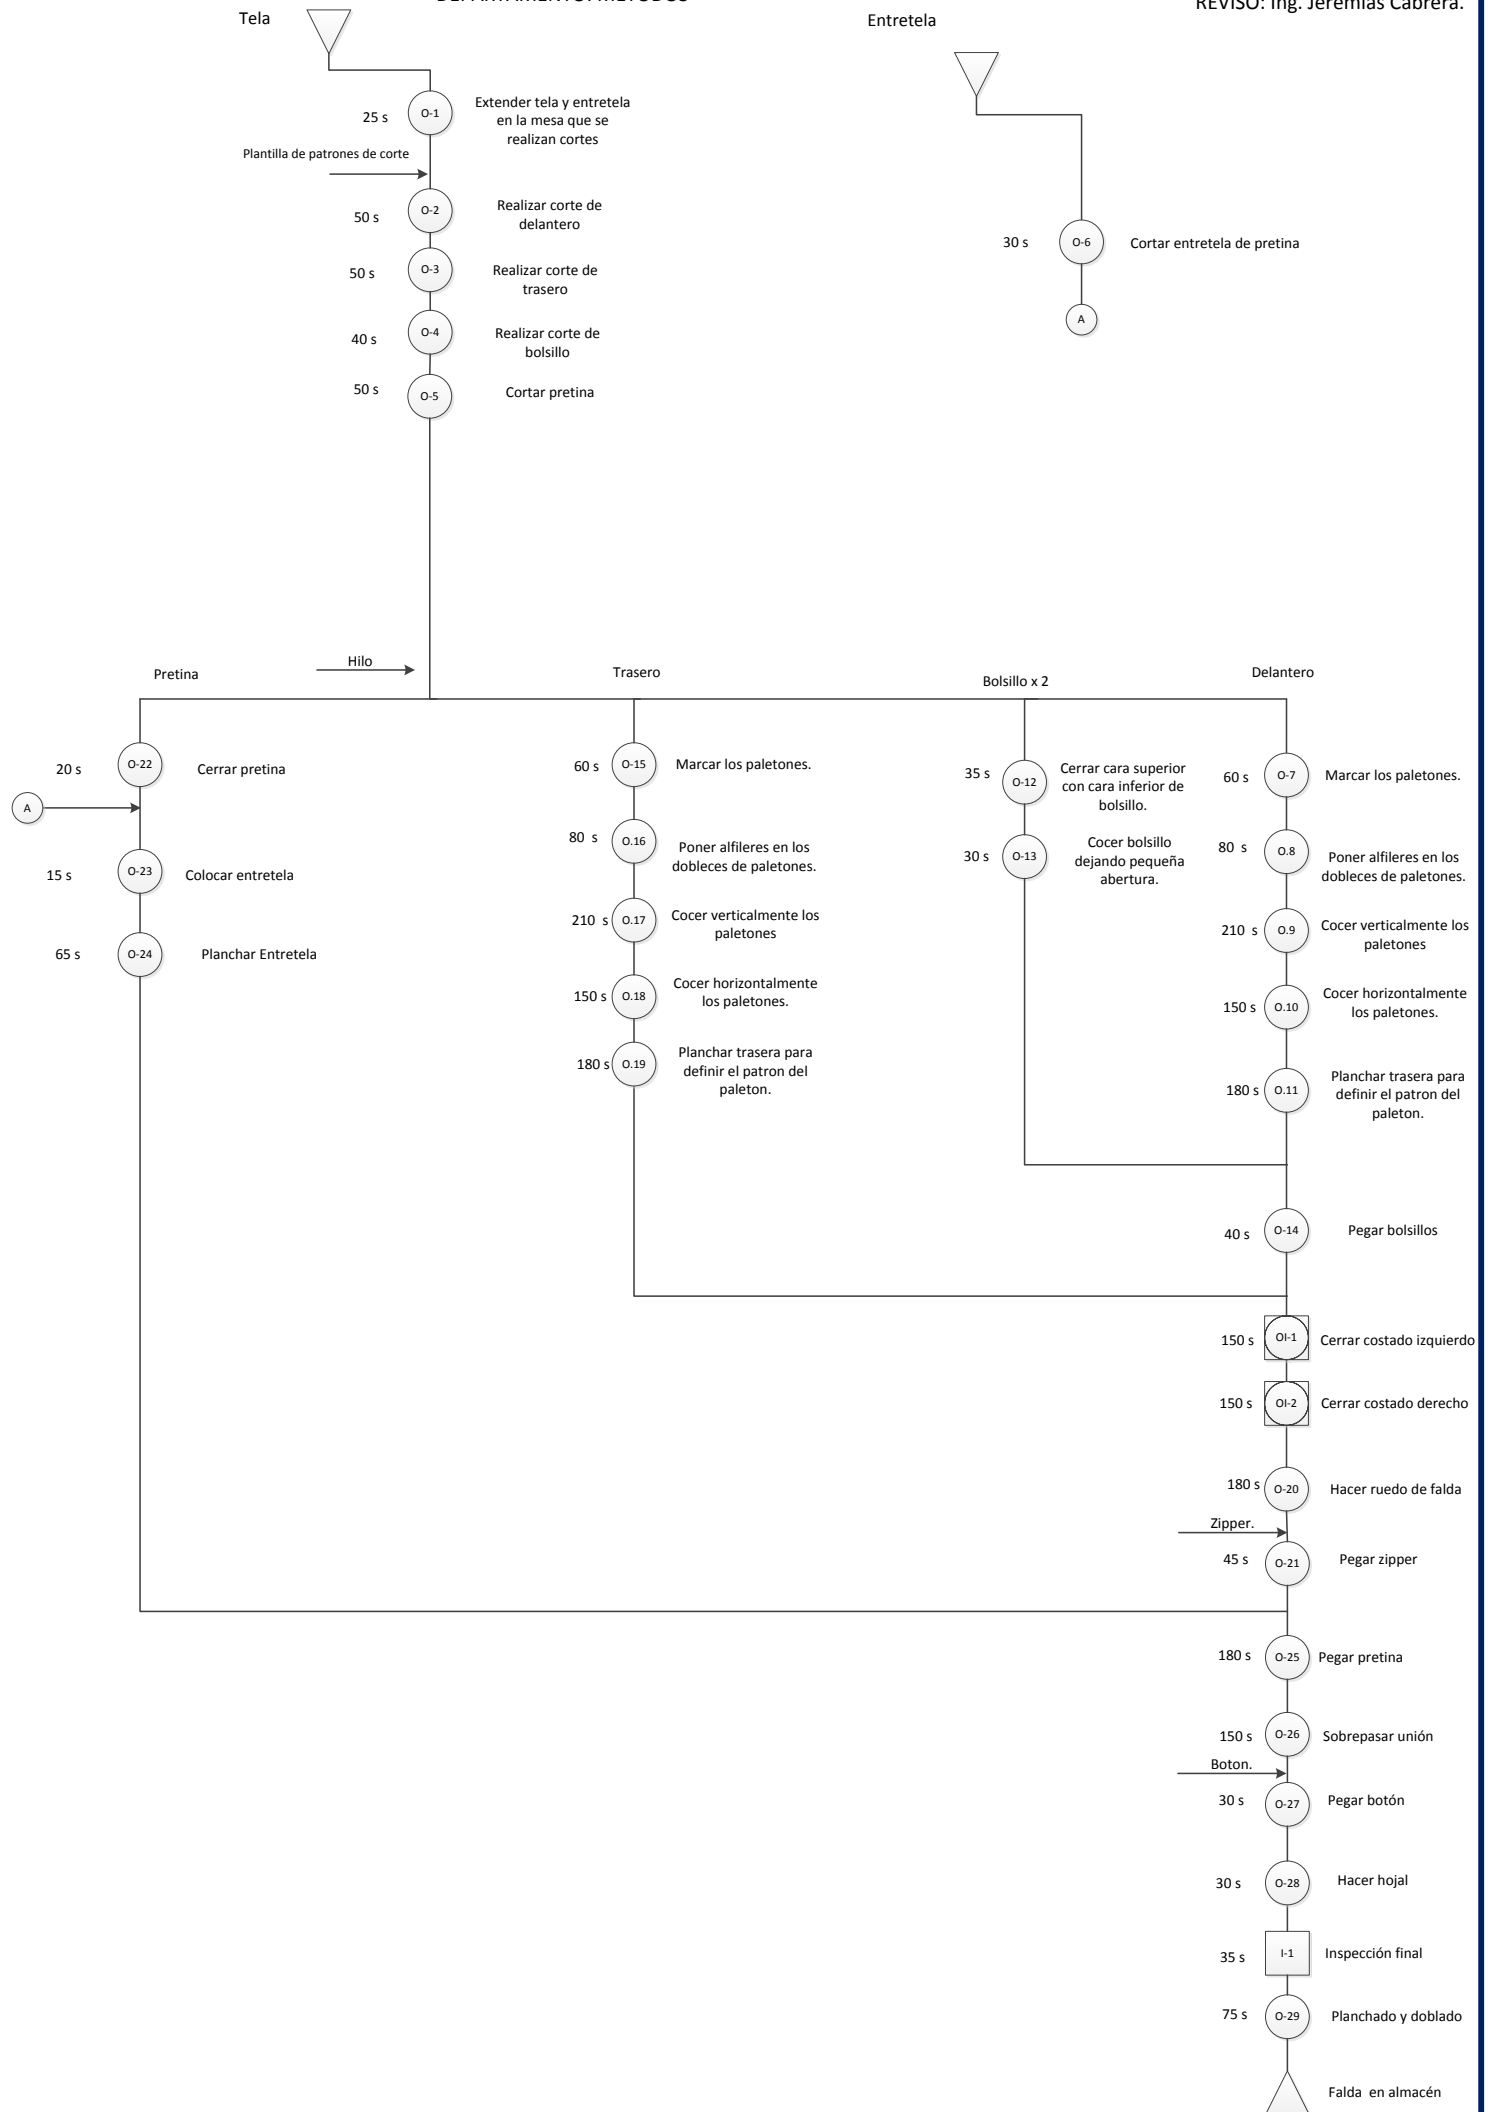 REVISO: Ing. Jeremías Cabrera.
Tela
Entretela
25 s
O-1
Extender tela y entretela
en la mesa que se
realizan cortes
Plantilla de patrones de corte
50 s
O-2
Realizar corte de
delantero
50 s
O-3
Realizar corte de
trasero
40 s
O-4
Realizar corte de
bolsillo
50 s
O-5
Cortar pretina
30 s
O-6
Cortar entretela de pretina
A
Hilo
Pretina
20 s
O-22
Cerrar pretina
A
15 s
O-23
Colocar entretela
65 s
O-24
Planchar Entretela
Trasero
60 s
O-15
Marcar los paletones.
80 s
O.16
Poner alfileres en los
dobleces de paletones.
210 s
O.17
Cocer verticalmente los
paletones
150 s
O.18
Cocer horizontalmente
los paletones.
180 s
O.19
Planchar trasera para
definir el patron del
paleton.
Bolsillo x 2
35 s
O-12
Cerrar cara superior
con cara inferior de
bolsillo.
30 s
O-13
Cocer bolsillo
dejando pequeña
abertura.
Delantero
60 s
O-7
Marcar los paletones.
80 s
O.8
Poner alfileres en los
dobleces de paletones.
210 s
O.9
Cocer verticalmente los
paletones
150 s
O.10
Cocer horizontalmente
los paletones.
180 s
O.11
Planchar trasera para
definir el patron del
paleton.
40 s
O-14
Pegar bolsillos
150 s
OI-1
Cerrar costado izquierdo
150 s
OI-2
Cerrar costado derecho
180 s
O-20
Hacer ruedo de falda
Zipper.
45 s
O-21
Pegar zipper
180 s
O-25
Pegar pretina
150 s
O-26
Sobrepasar unión
Boton.
30 s
O-27
Pegar botón
30 s
O-28
Hacer hojal
35 s
I-1
Inspección final
75 s
O-29
Planchado y doblado
Falda en almacén